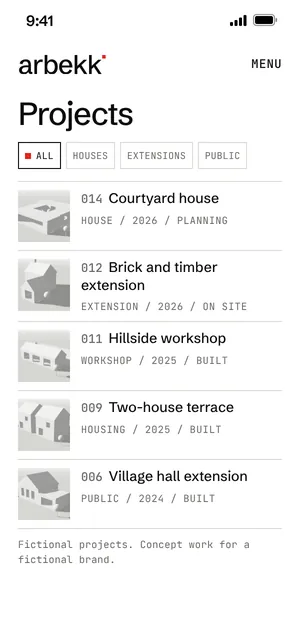 9:41
arbekk
MENU
Projects
ALL
HOUSES
EXTENSIONS
PUBLIC
014 Courtyard house
HOUSE / 2026 / PLANNING
012 Brick and timber
extension
EXTENSION / 2026 / ON SITE
011 Hillside workshop
WORKSHOP / 2025 / BUILT
009 Two-house terrace
HOUSING / 2025 / BUILT
006 Village hall extension
PUBLIC / 2024 / BUILT
Fictional projects. Concept work for a
fictional brand.